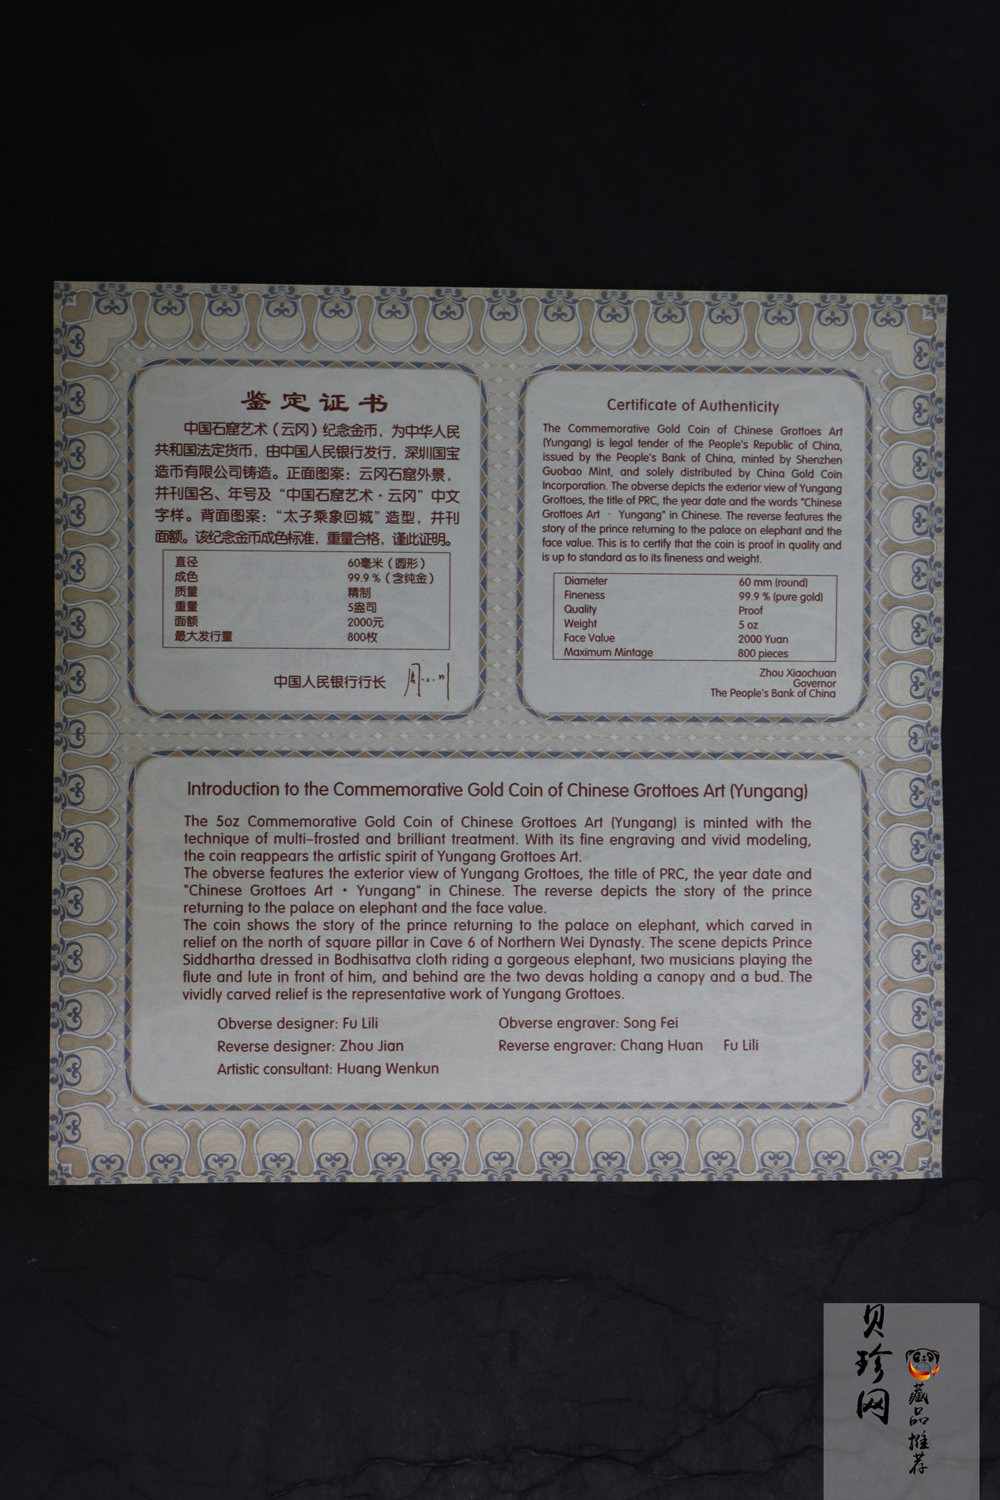 鉴定证书
中国石窟艺术（云冈）纪念金币，为中华人民
共和国法定货币，由中国人民银行发行，深圳国宝
造币有限公司铸造。正面图案：云冈石窟外景，
并刊国名、年号及“中国石窟艺术·云冈”中文
字样。背面图案：“太子乘象回城”造型，并刊
面额。该纪念金币成色标准，重量合格，谨此证明。
直径 60毫米（圆形）
成色 99.9％（含纯金）
质量 精制
重量 5盎司
面额 2000元
最大发行量 800枚
中国人民银行行长
Certificate of Authenticity
The Commemorative Gold Coin of Chinese Grottoes Art
(Yungang) is legal tender of the People's Republic of China,
issued by the People's Bank of China, minted by Shenzhen
Guobao Mint, and solely distributed by China Gold Coin
Incorporation. The obverse depicts the exterior view of Yungang
Grottoes, the title of PRC, the year date and the words "Chinese
Grottoes Art · Yungang" in Chinese. The reverse features the
story of the prince returning to the palace on elephant and the
face value. This is to certify that the coin is proof in quality and
is up to standard as to its fineness and weight.
Diameter 60 mm (round)
Fineness 99.9 % (pure gold)
Quality Proof
Weight 5 oz
Face Value 2000 Yuan
Maximum Mintage 800 pieces
Zhou Xiaochuan
Governor
The People's Bank of China
Introduction to the Commemorative Gold Coin of Chinese Grottoes Art (Yungang)
The 5oz Commemorative Gold Coin of Chinese Grottoes Art (Yungang) is minted with the
technique of multi-frosted and brilliant treatment. With its fine engraving and vivid modeling,
the coin reappears the artistic spirit of Yungang Grottoes Art.
The obverse features the exterior view of Yungang Grottoes, the title of PRC, the year date and
"Chinese Grottoes Art · Yungang" in Chinese. The reverse depicts the story of the prince
returning to the palace on elephant and the face value.
The coin shows the story of the prince returning to the palace on elephant, which carved in
relief on the north of square pillar in Cave 6 of Northern Wei Dynasty. The scene depicts Prince
Siddhartha dressed in Bodhisattva cloth riding a gorgeous elephant, two musicians playing the
flute and lute in front of him, and behind are the two devas holding a canopy and a bud. The
vividly carved relief is the representative work of Yungang Grottoes.
Obverse designer: Fu Lili Obverse engraver: Song Fei
Reverse designer: Zhou Jian Reverse engraver: Chang Huan Fu Lili
Artistic consultant: Huang Wenkun
贝珍网
藏品推荐